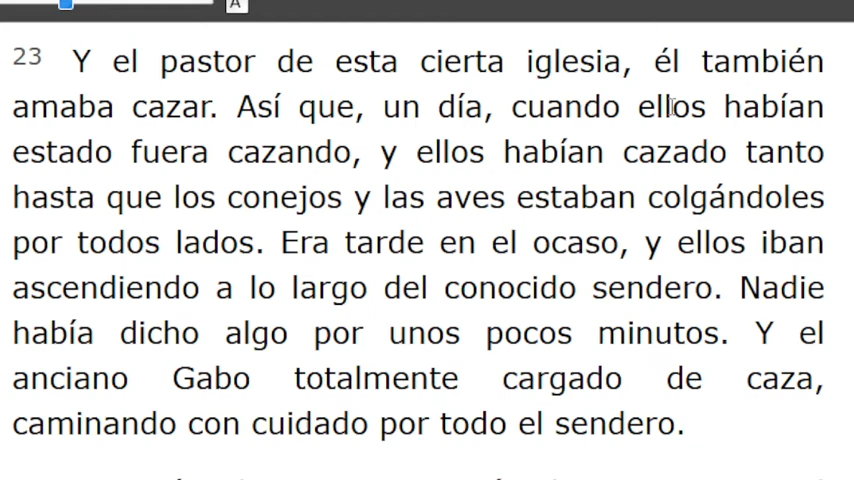 A
23 Y el pastor de esta cierta iglesia, él también
amaba cazar. Así que, un día, cuando ellos habían
estado fuera cazando, y ellos habían cazado tanto
hasta que los conejos y las aves estaban colgándoles
por todos lados. Era tarde en el ocaso, y ellos iban
ascendiendo a lo largo del conocido sendero. Nadie
había dicho algo por unos pocos minutos. Y el
anciano Gabo totalmente cargado de caza,
caminando con cuidado por todo el sendero.